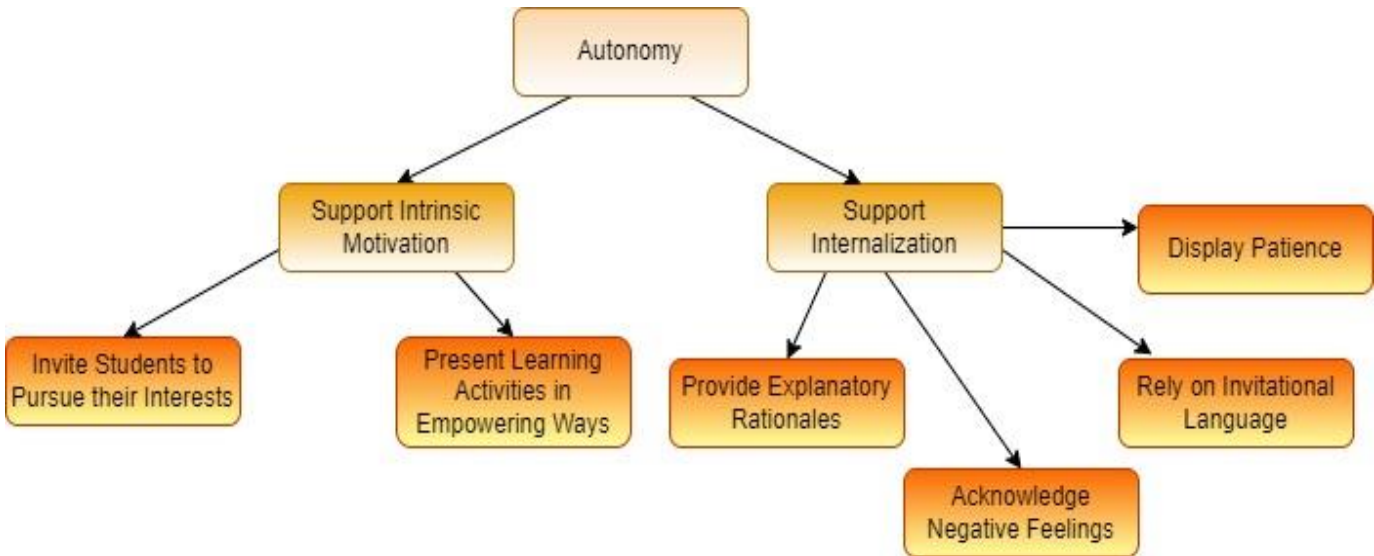 Autonomy
Support Intrinsic
Motivation
Support
Internalization
Display Patience
Invite Students to
Pursue their Interests
Present Learning
Activities in
Empowering Ways
Provide Explanatory
Rationales
Rely on Invitational
Language
Acknowledge
Negative Feelings